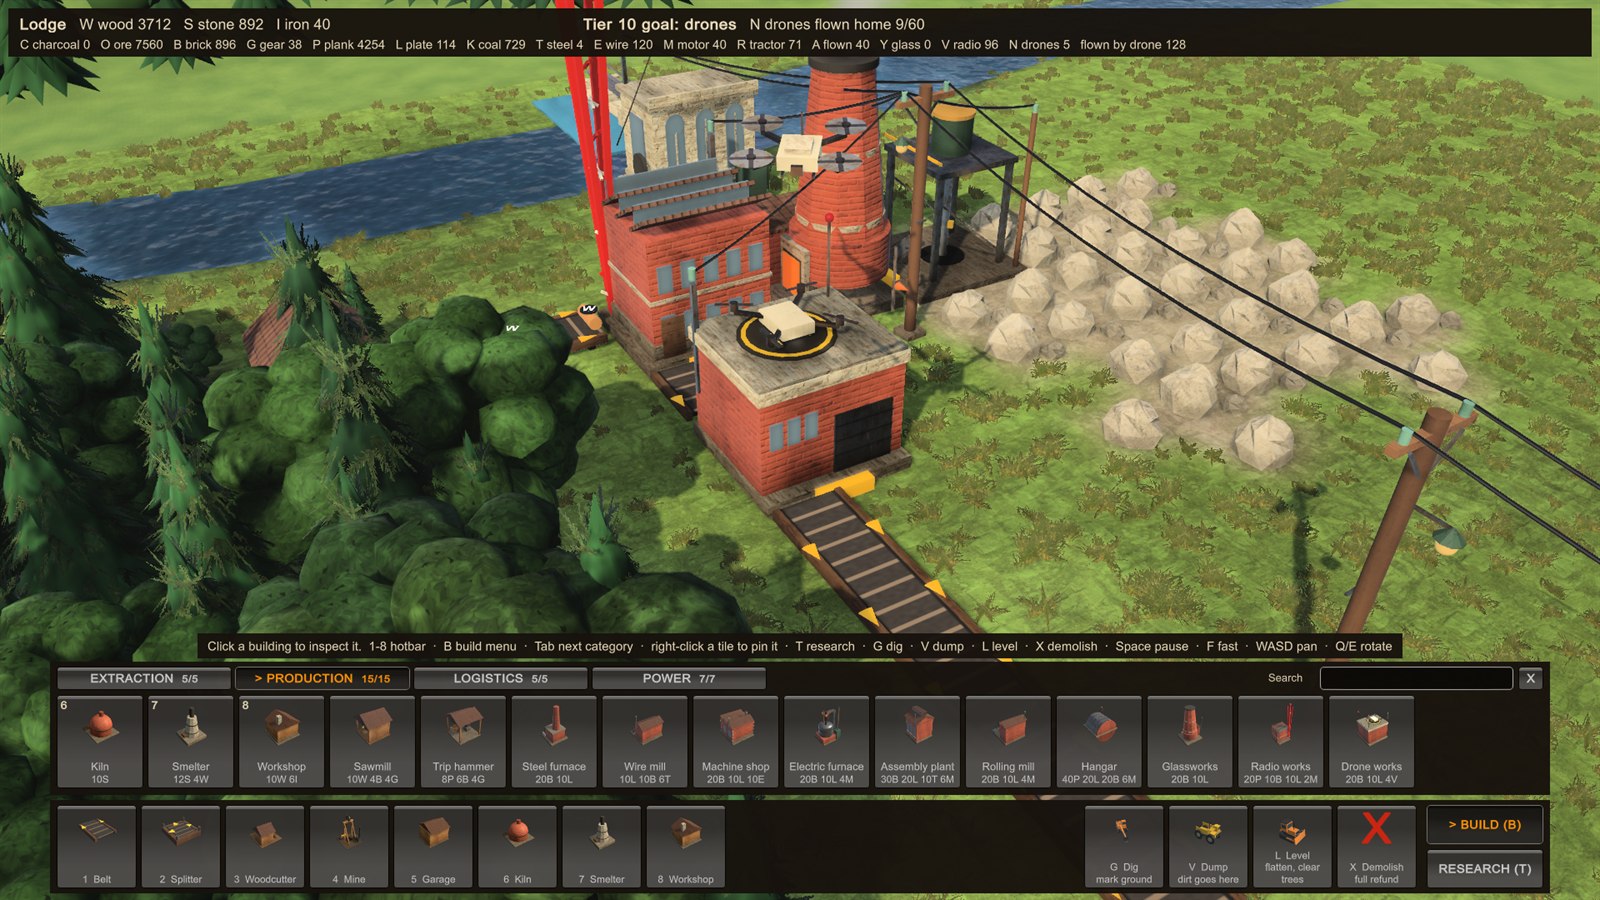 Lodge W wood 3712 S stone 892 I iron 40
Tier 10 goal: drones N drones flown home 9/60
C charcoal 0 O ore 7560 B brick 896 G gear 38 P plank 4254 L plate 114 K coal 729 T steel 4 E wire 120 M motor 40 R tractor 71 A flown 40 Y glass 0 V radio 96 N drones 5 flown by drone 128
W
W
Click a building to inspect it. 1-8 hotbar · B build menu · Tab next category · right-click a tile to pin it · T research · G dig · V dump · L level · X demolish · Space pause · F fast · WASD pan · Q/E rotate
EXTRACTION 5/5
> PRODUCTION 15/15
LOGISTICS 5/5
POWER 7/7
Search
X
6
Kiln
10S
7
Smelter
12S 4W
8
Workshop
10W 6I
Sawmill
10W 4B 4G
Trip hammer
8P 6B 4G
Steel furnace
20B 10L
Wire mill
10L 10B 6T
Machine shop
20B 10L 10E
Electric furnace
20B 10L 4M
Assembly plant
30B 20L 10T 6M
Rolling mill
20B 10L 4M
Hangar
40P 20L 20B 6M
Glassworks
20B 10L
Radio works
20P 10B 10L 2M
Drone works
20B 10L 4V
1 Belt
2 Splitter
3 Woodcutter
4 Mine
5 Garage
6 Kiln
7 Smelter
8 Workshop
G Dig
mark ground
V Dump
dirt goes here
L Level
flatten, clear
trees
X Demolish
full refund
> BUILD (B)
RESEARCH (T)